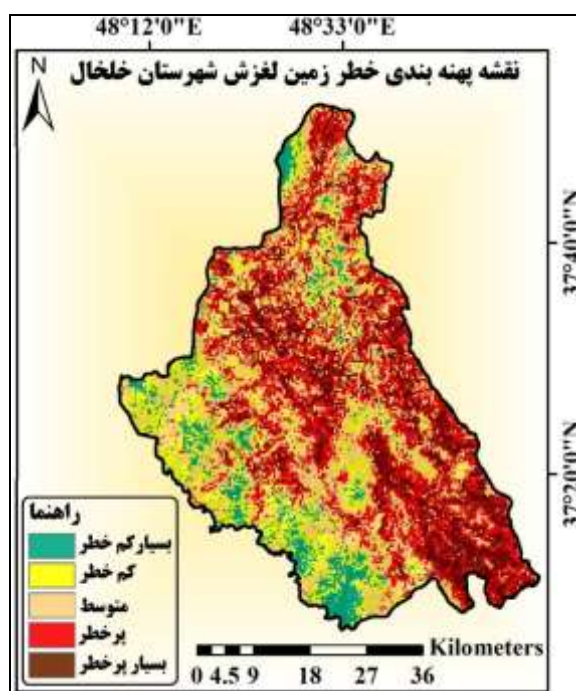 48°12'0"E 48°33'0"E
N
نقشه پهنه بندی خطر زمین لغزش شهرستان خلخال
37°40'0"N
37°20'0"N
راهنما
بسیارکم خطر
کم خطر
متوسط
پرخطر
بسیار پرخطر
Kilometers
0 4.5 9 18 27 36